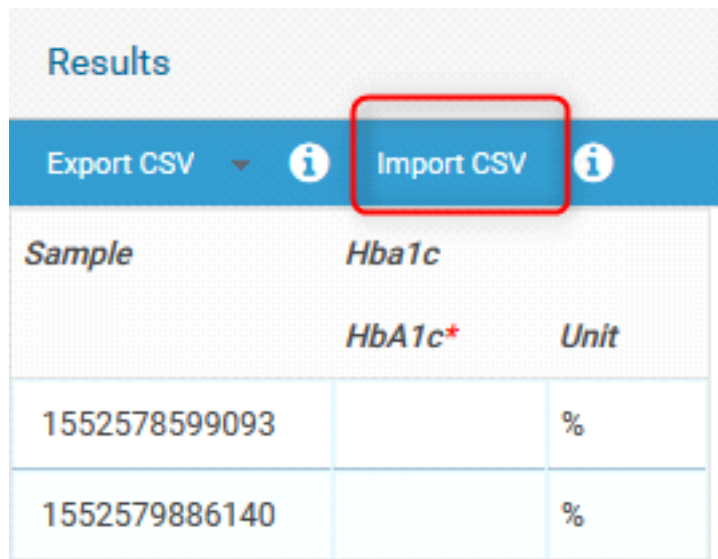 Results
Export CSV i Import CSV i
Sample Hba1c
HbA1c* Unit
1552578599093 %
1552579886140 %